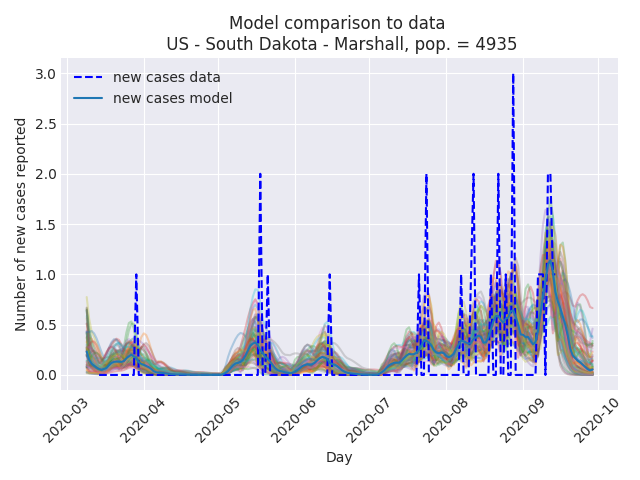 Model comparison to data
US - South Dakota - Marshall, pop. = 4935
new cases data
new cases model
Number of new cases reported
3.0
2.5
2.0
1.5
1.0
0.5
0.0
2020-03
2020-04
2020-05
2020-06
2020-07
2020-08
2020-09
2020-10
Day